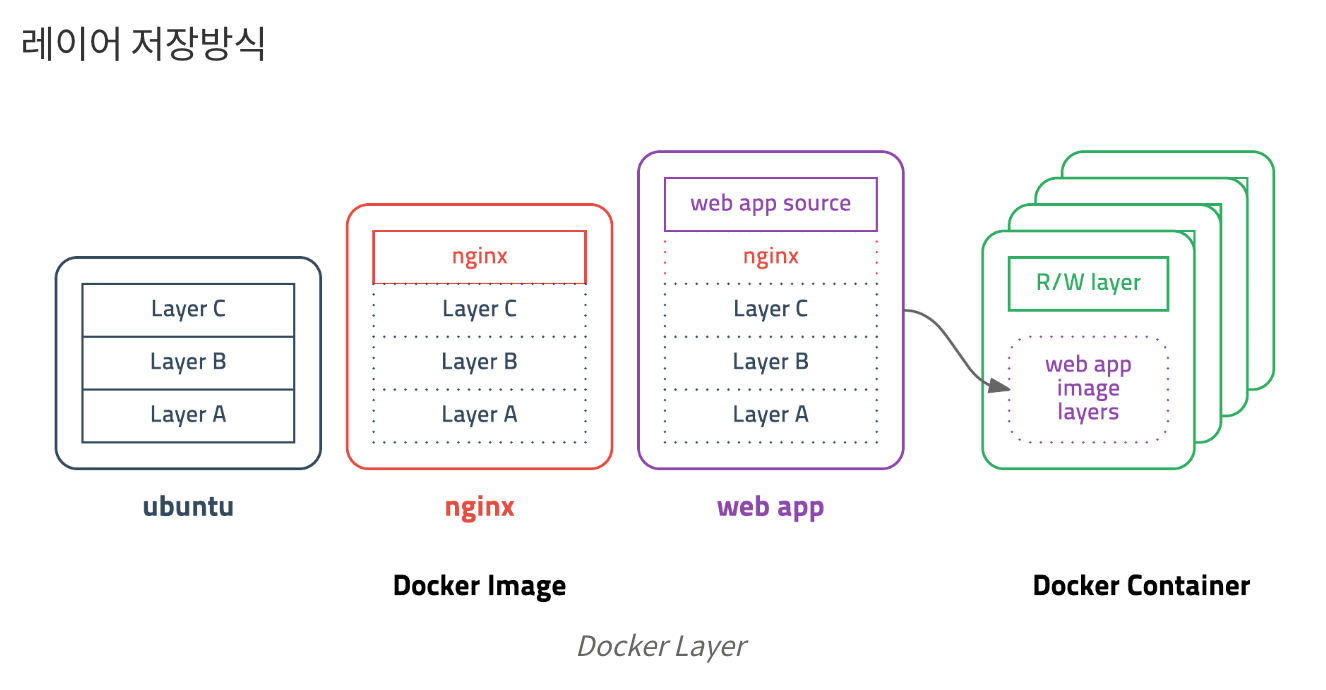 레이어 저장방식
Layer C
Layer B
Layer A
ubuntu
nginx
Layer C
Layer B
Layer A
nginx
web app source
nginx
Layer C
Layer B
Layer A
web app
R/W layer
web app
image
layers
Docker Image
Docker Container
Docker Layer